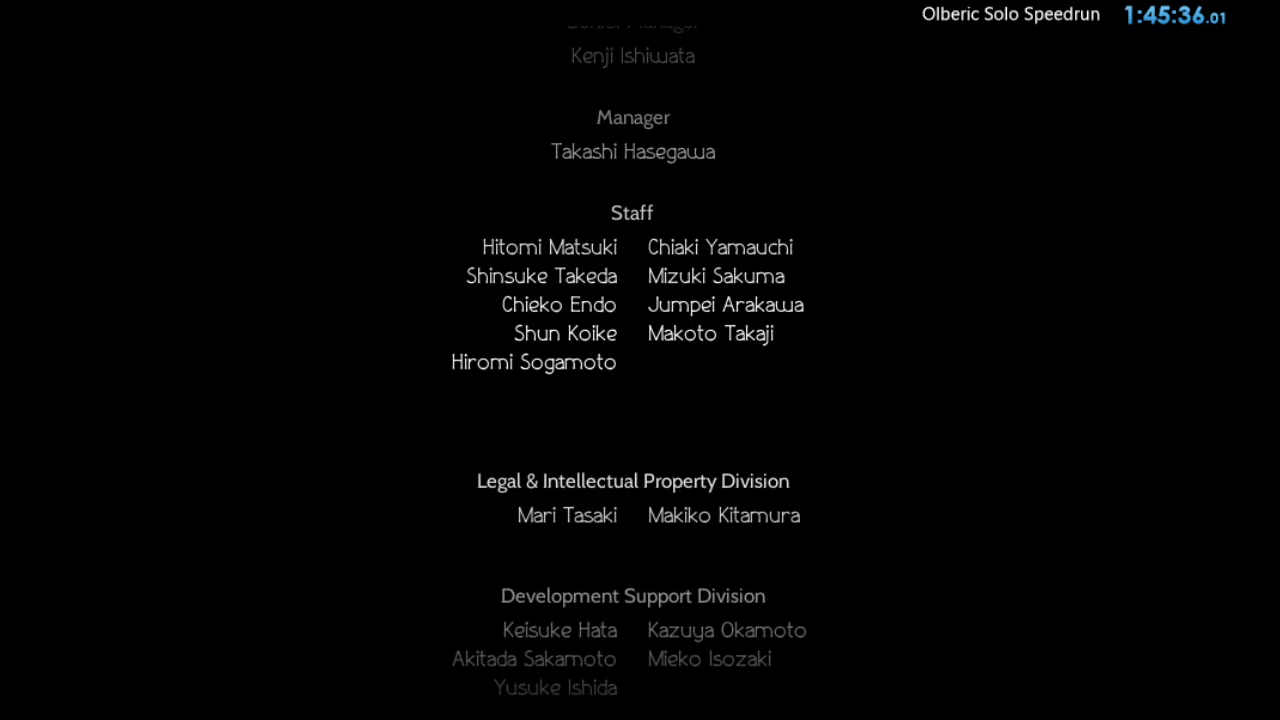 Olberic Solo Speedrun 1:45:36.01
Senior Manager
Kenji Ishiwata
Manager
Takashi Hasegawa
Staff
Hitomi Matsuki Chiaki Yamauchi
Shinsuke Takeda Mizuki Sakuma
Chieko Endo Jumpei Arakawa
Shun Koike Makoto Takaji
Hiromi Sogamoto
Legal & Intellectual Property Division
Mari Tasaki Makiko Kitamura
Development Support Division
Keisuke Hata Kazuya Okamoto
Akitada Sakamoto Mieko Isozaki
Yusuke Ishida